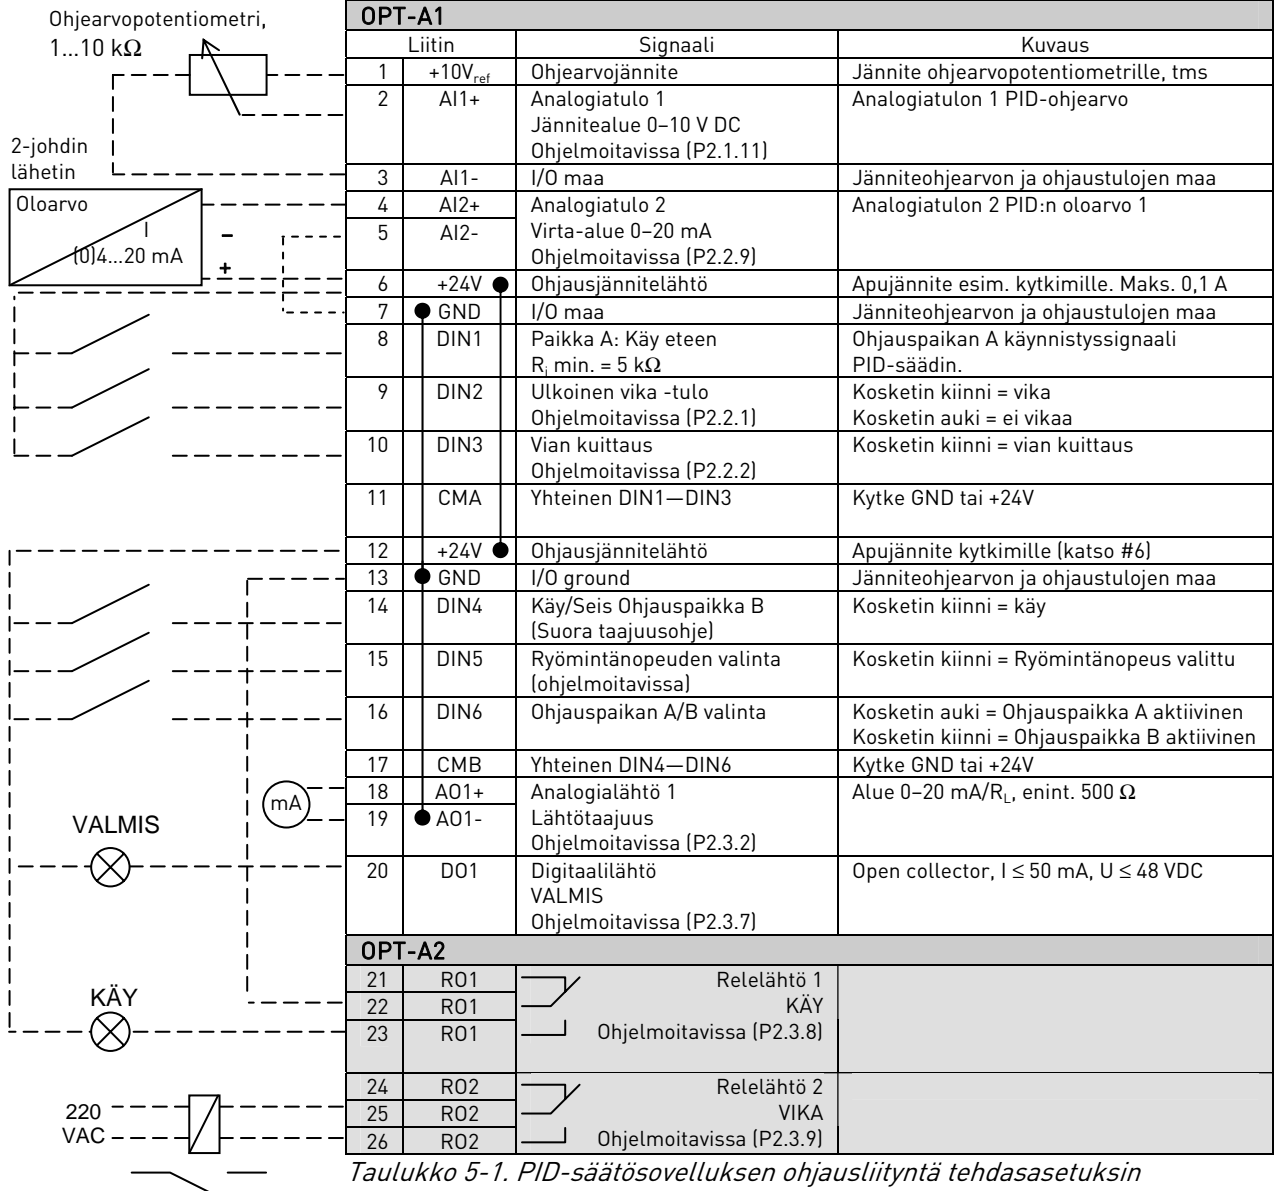 Ohjearvopotentiometri,
1...10 kΩ
2-johdin
lähetin
Oloarvo
I
(0)4...20 mA
–
+
mA
VALMIS
KÄY
220
VAC
OPT-A1
Liitin Signaali Kuvaus
1 +10Vref Ohjearvojännite Jännite ohjearvopotentiometrille, tms
2 AI1+ Analogiatulo 1 Analogiatulon 1 PID-ohjearvo
Jännitealue 0–10 V DC
Ohjelmoitavissa (P2.1.11)
3 AI1- I/O maa Jänniteohjearvon ja ohjaustulojen maa
4 AI2+ Analogiatulo 2 Analogiatulon 2 PID:n oloarvo 1
5 AI2- Virta-alue 0–20 mA
Ohjelmoitavissa (P2.2.9)
6 +24V Ohjausjännitelähtö Apujännite esim. kytkimille. Maks. 0,1 A
7 GND I/O maa Jänniteohjearvon ja ohjaustulojen maa
8 DIN1 Paikka A: Käy eteen Ohjauspaikan A käynnistyssignaali
Ri min. = 5 kΩ PID-säädin.
9 DIN2 Ulkoinen vika -tulo Kosketin kiinni = vika
Ohjelmoitavissa (P2.2.1) Kosketin auki = ei vikaa
10 DIN3 Vian kuittaus Kosketin kiinni = vian kuittaus
Ohjelmoitavissa (P2.2.2)
11 CMA Yhteinen DIN1—DIN3 Kytke GND tai +24V
12 +24V Ohjausjännitelähtö Apujännite kytkimille (katso #6)
13 GND I/O ground Jänniteohjearvon ja ohjaustulojen maa
14 DIN4 Käy/Seis Ohjauspaikka B Kosketin kiinni = käy
(Suora taajuusohje)
15 DIN5 Ryömintänopeuden valinta Kosketin kiinni = Ryömintänopeus valittu
(ohjelmoitavissa)
16 DIN6 Ohjauspaikan A/B valinta Kosketin auki = Ohjauspaikka A aktiivinen
Kosketin kiinni = Ohjauspaikka B aktiivinen
17 CMB Yhteinen DIN4—DIN6 Kytke GND tai +24V
18 AO1+ Analogialähtö 1 Alue 0–20 mA/RL, enint. 500 Ω
19 AO1- Lähtötaajuus
Ohjelmoitavissa (P2.3.2)
20 DO1 Digitaalilähtö Open collector, I ≤ 50 mA, U ≤ 48 VDC
VALMIS
Ohjelmoitavissa (P2.3.7)
OPT-A2
21 RO1 Relelähtö 1
22 RO1 KÄY
23 RO1 Ohjelmoitavissa (P2.3.8)
24 RO2 Relelähtö 2
25 RO2 VIKA
26 RO2 Ohjelmoitavissa (P2.3.9)
Taulukko 5-1. PID-säätösovelluksen ohjausliityntä tehdasasetuksin